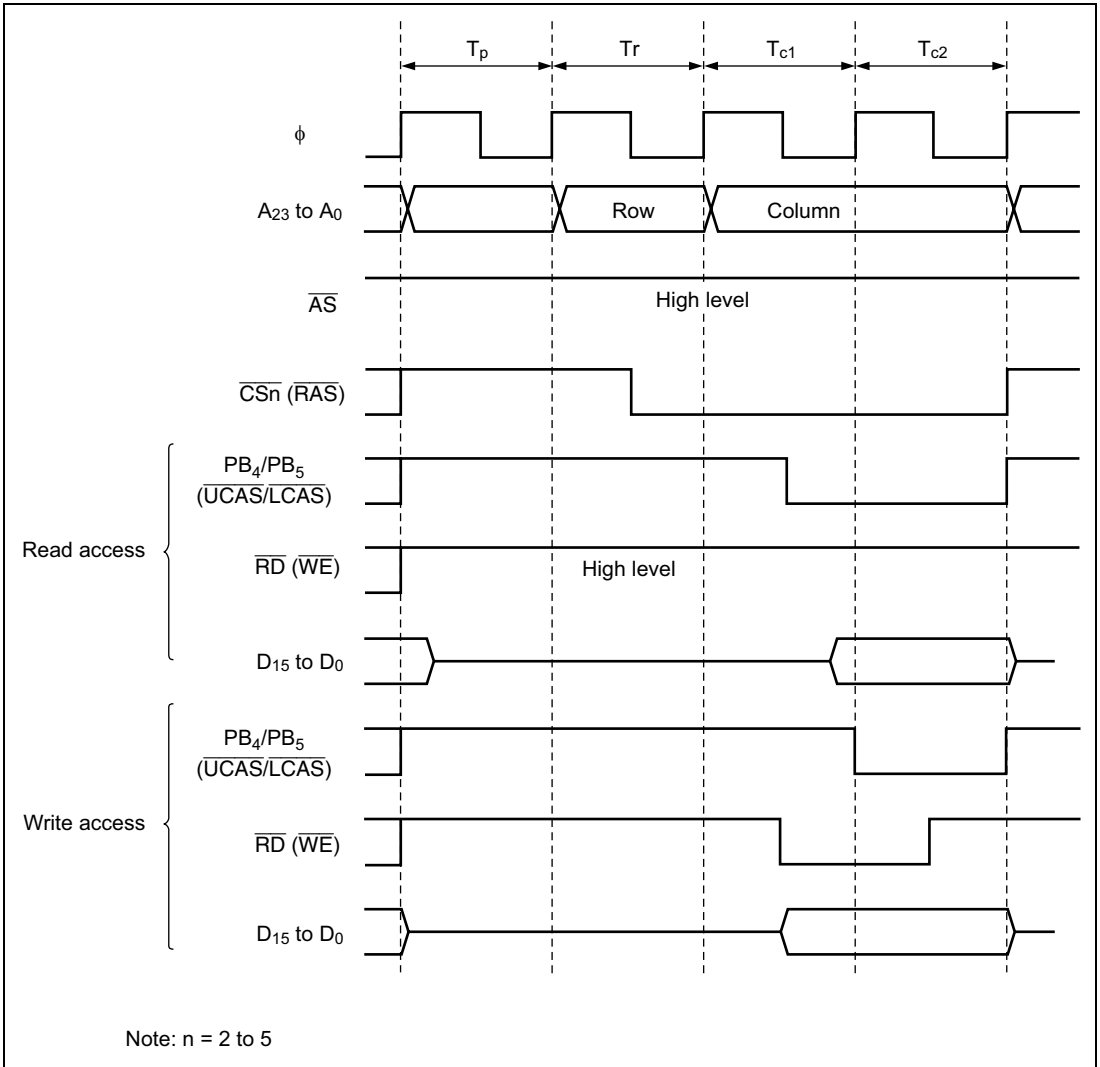 Tp Tr Tc1 Tc2
ϕ
A23 to A0 Row Column
AS High level
CSn (RAS)
PB4/PB5
(UCAS/LCAS)
Read access
RD (WE) High level
D15 to D0
PB4/PB5
(UCAS/LCAS)
Write access
RD (WE)
D15 to D0
Note: n = 2 to 5